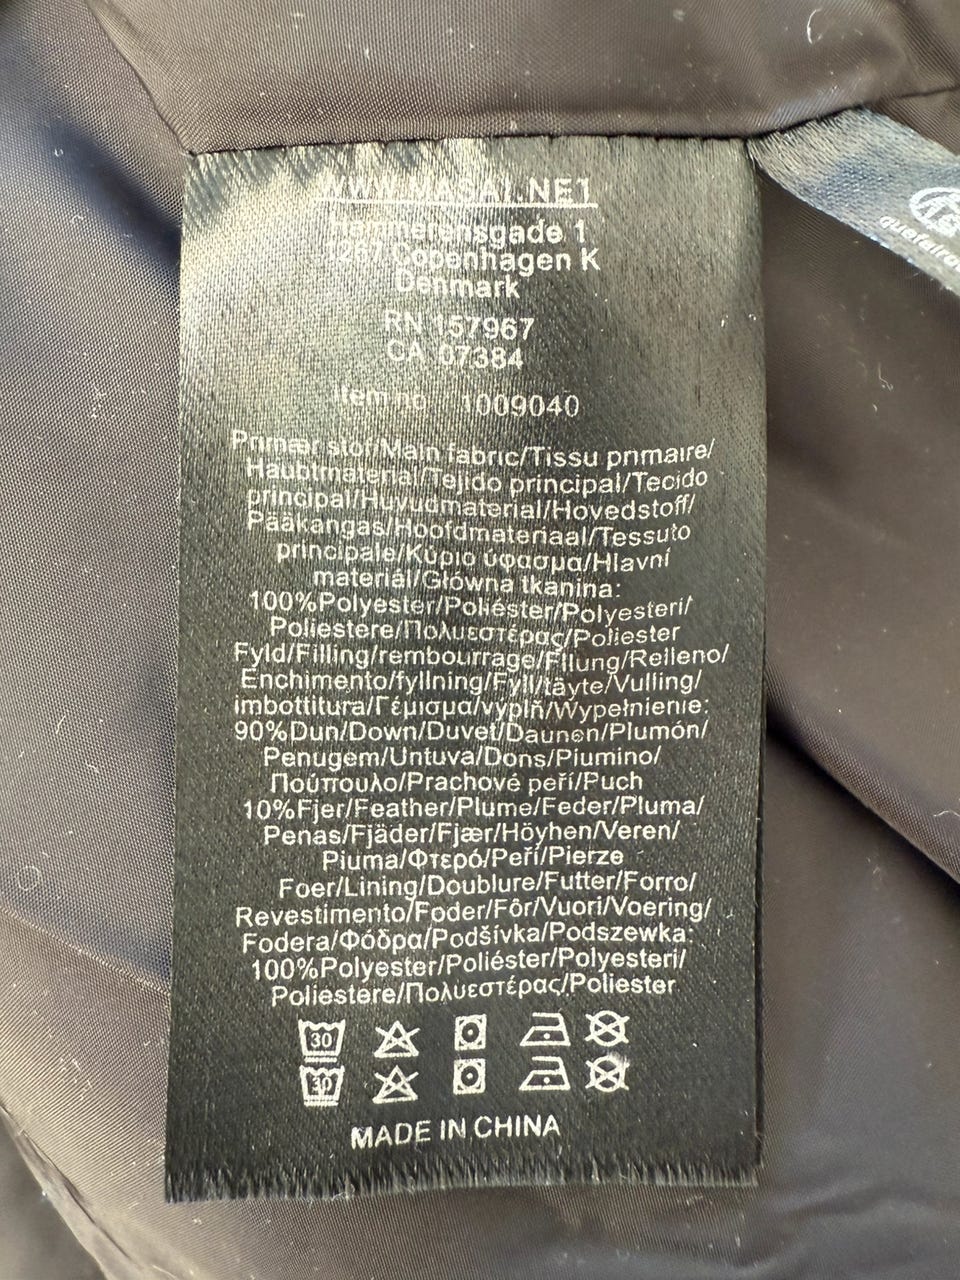 WWW.MASAI.NET
Hammerensgade 1
1267 Copenhagen K
Denmark
RN 157967
CA 07384
Item no 1009040
Primær stof/Main fabric/Tissu primaire/
Haubtmaterial/Tejido principal/Tecido
principal/Huvudmaterial/Hovedstoff/
Pääkangas/Hoofdmateriaal/Tessuto
principale/Κύριο ύφασμα/Hlavní
materiál/Główna tkanina:
100%Polyester/Poliéster/Polyesteri/
Poliestere/Πολυεστέρας/Poliester
Fyld/Filling/rembourrage/Fllung/Relleno/
Enchimento/fyllning/Fyll/täyte/Vulling/
imbottitura/Γέμισμα/výplň/Wypełnienie:
90%Dun/Down/Duvet/Daunen/Plumón/
Penugem/Untuva/Dons/Piumino/
Πούπουλο/Prachové peří/Puch
10%Fjer/Feather/Plume/Feder/Pluma/
Penas/Fjäder/Fjær/Höyhen/Veren/
Piuma/Φτερό/Peří/Pierze
Foer/Lining/Doublure/Futter/Forro/
Revestimento/Foder/Fôr/Vuori/Voering/
Fodera/Φόδρα/Podšívka/Podszewka:
100%Polyester/Poliéster/Polyesteri/
Poliestere/Πολυεστέρας/Poliester
30
30
MADE IN CHINA